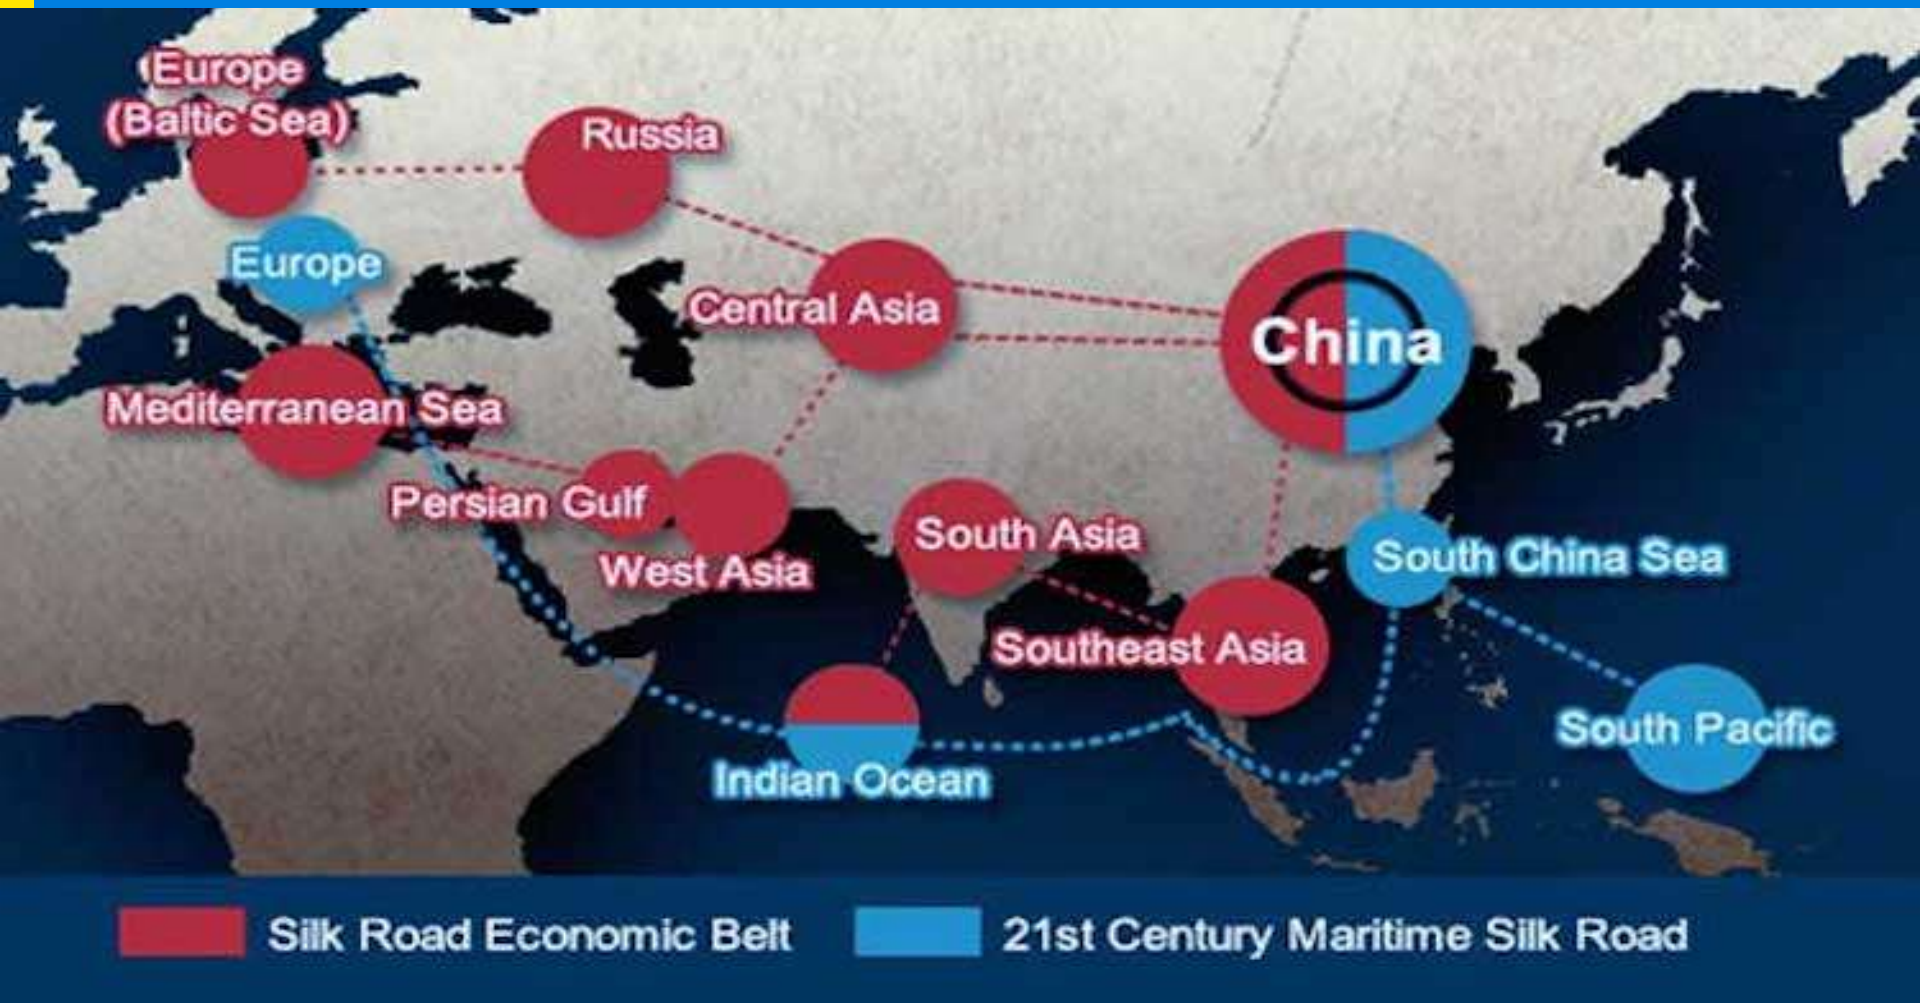 Europe
(Baltic Sea)
Russia
Europe
Central Asia
China
Mediterranean Sea
Persian Gulf
West Asia
South Asia
South China Sea
Southeast Asia
South Pacific
Indian Ocean
Silk Road Economic Belt
21st Century Maritime Silk Road